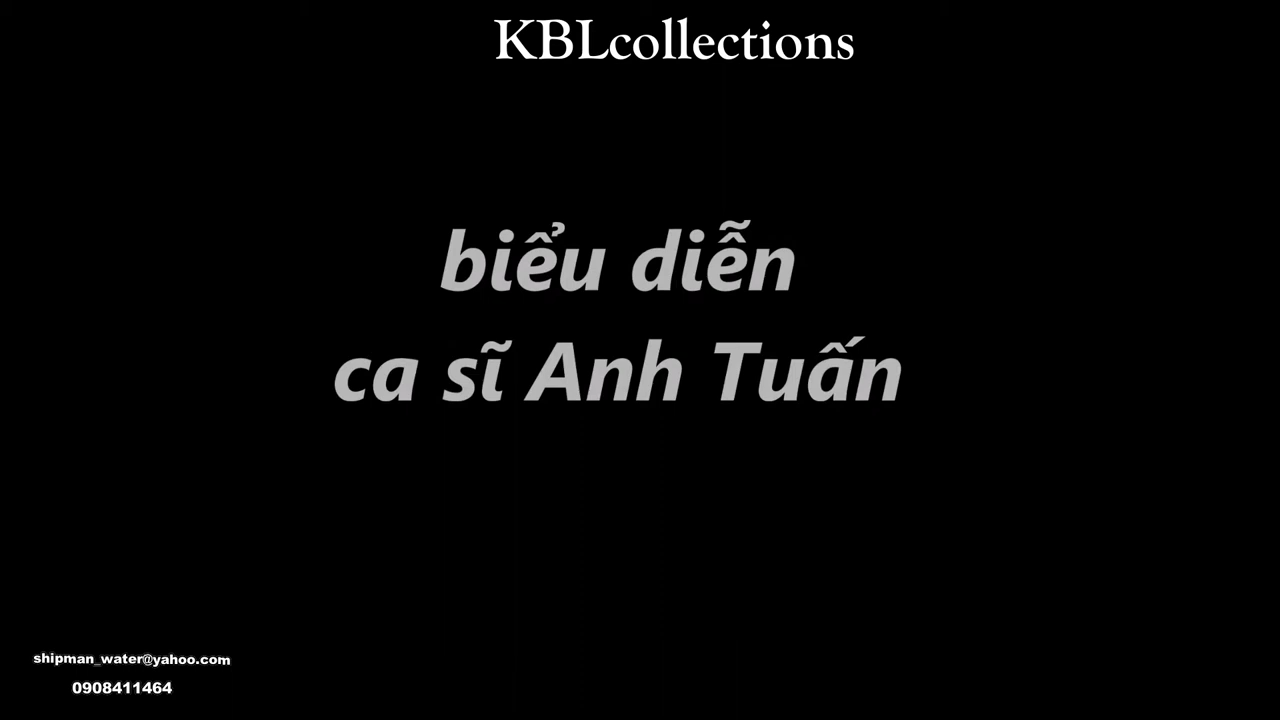 KBLcollections
biểu diễn
ca sĩ Anh Tuấn
shipman_water@yahoo.com
0908411464